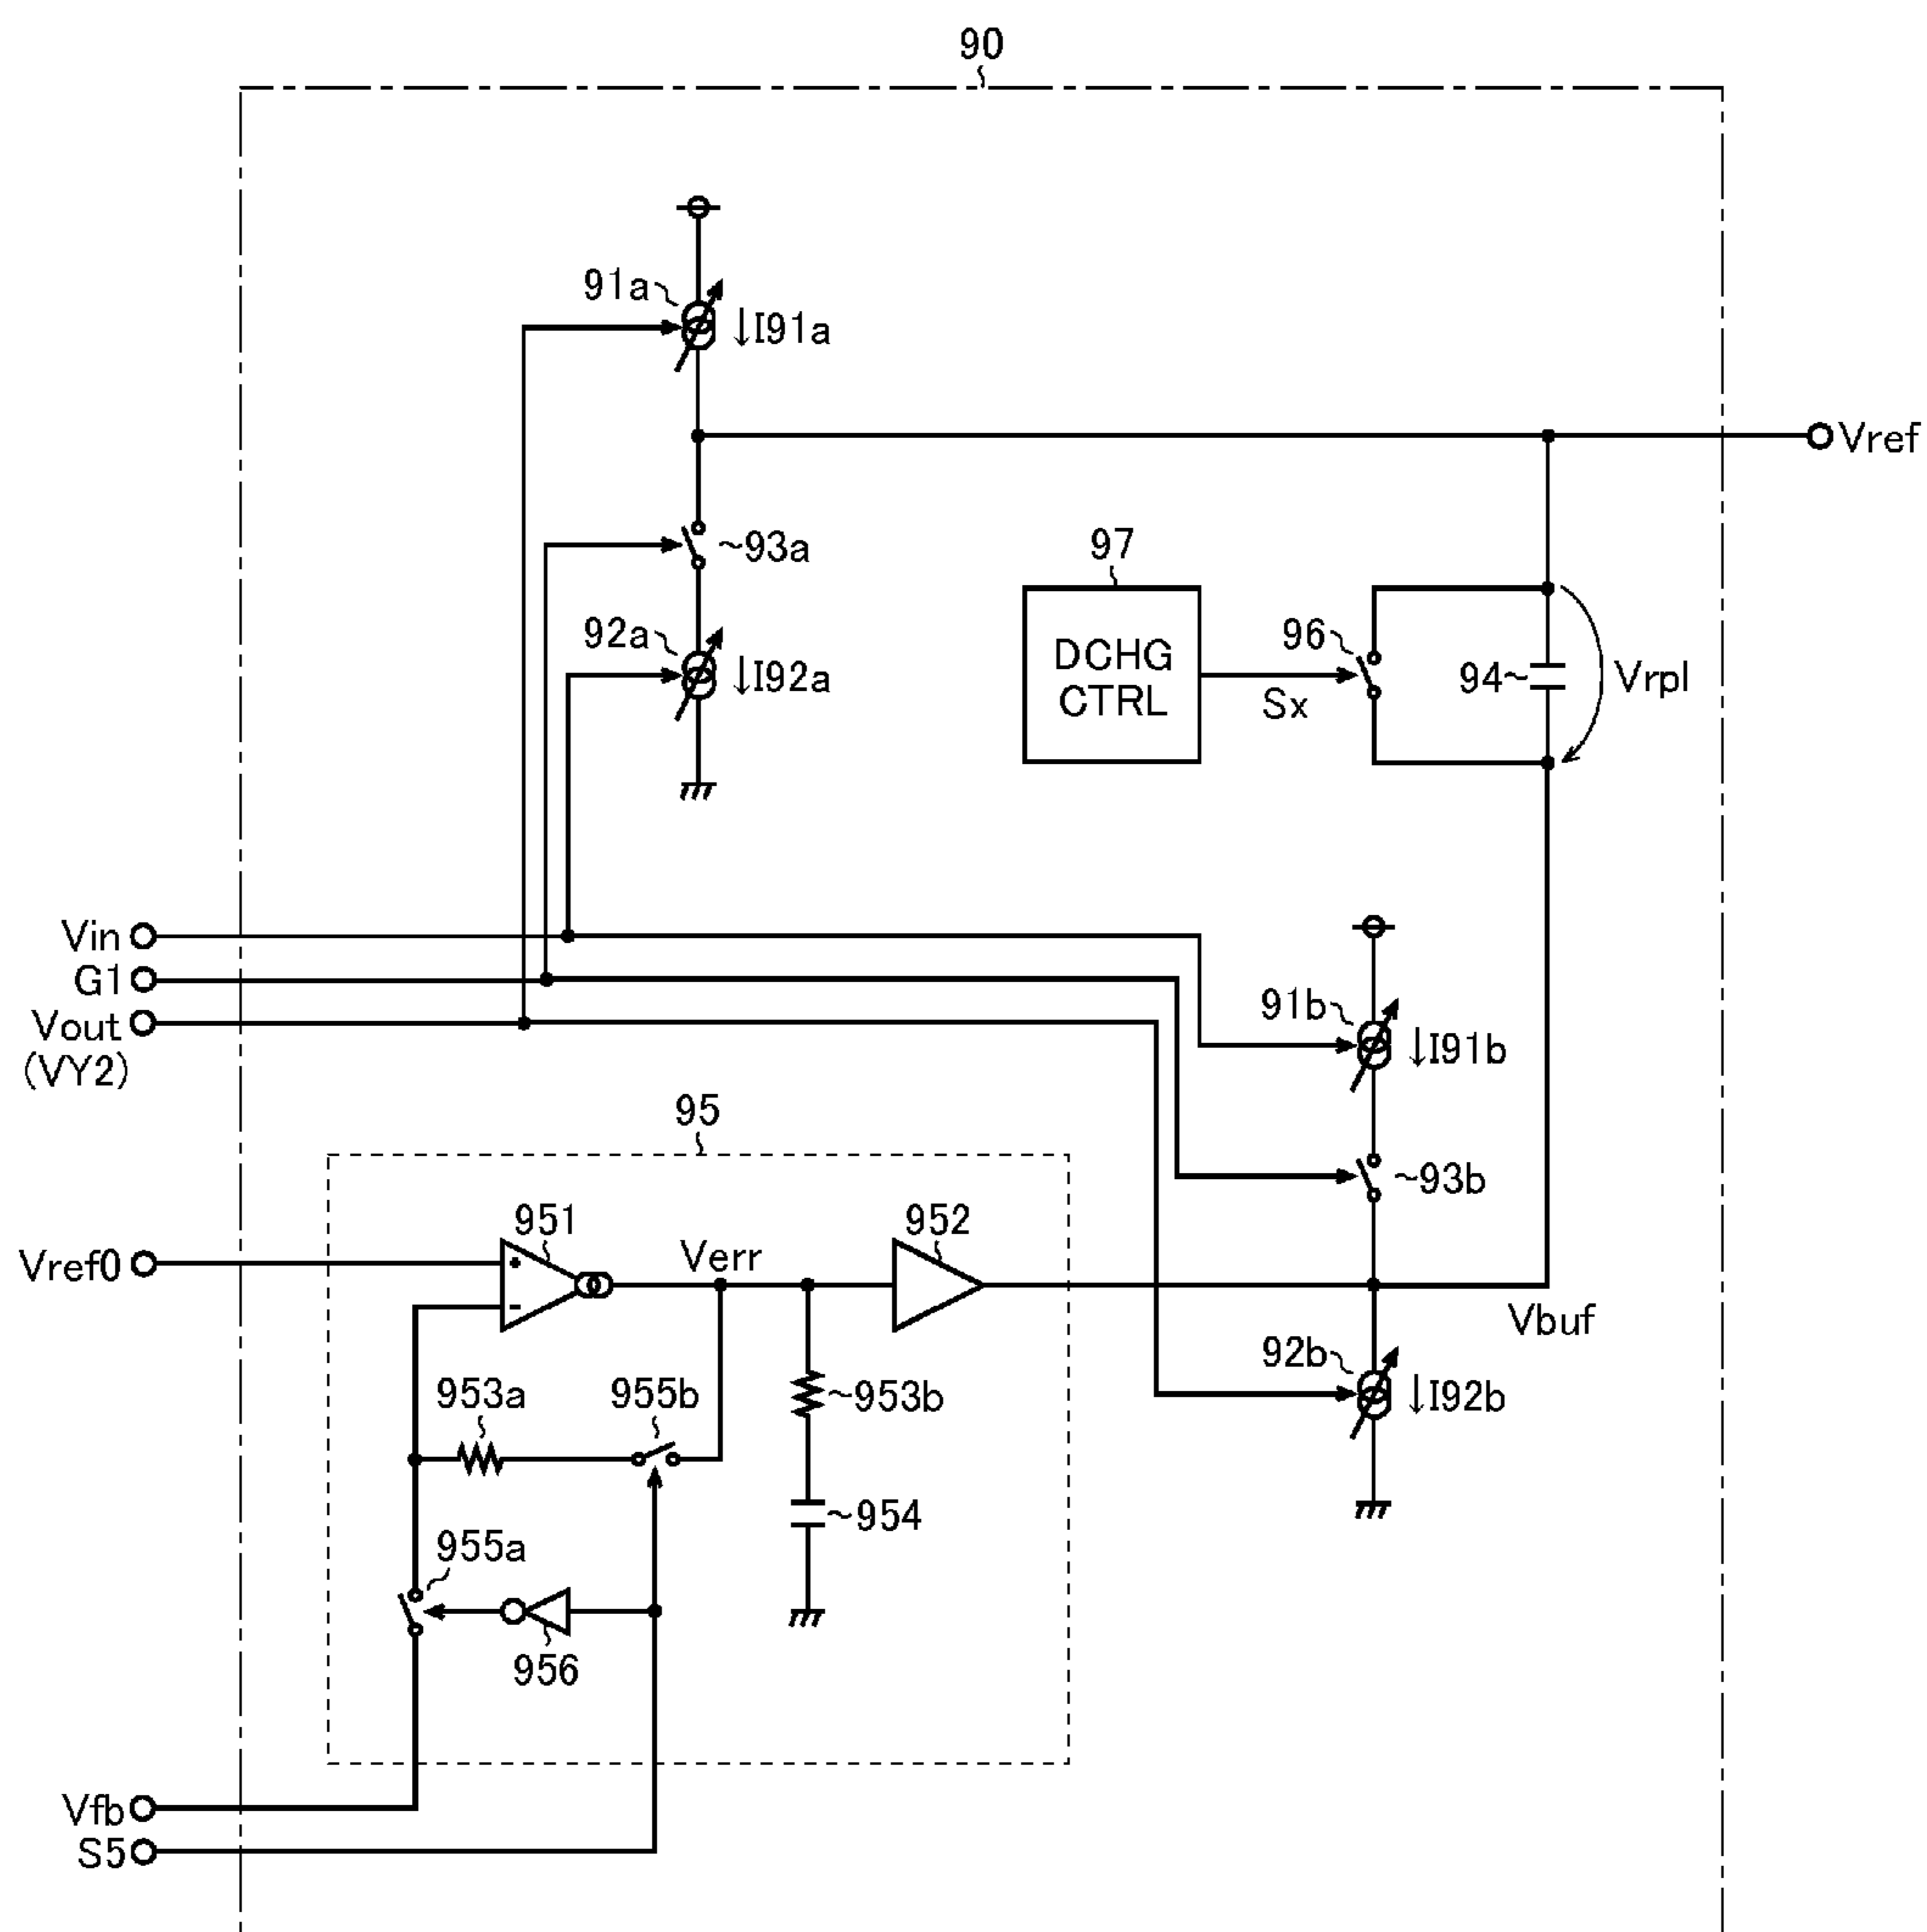 90
91a
↓I91a
Vref
~93a
97
92a
↓I92a
DCHG
CTRL
96
Sx
94~
Vrpl
Vin
G1
Vout
(VY2)
91b
↓I91b
95
~93b
951
952
Vref0
+
Verr
-
Vbuf
92b
↓I92b
953a
955b
~953b
955a
~954
956
Vfb
S5